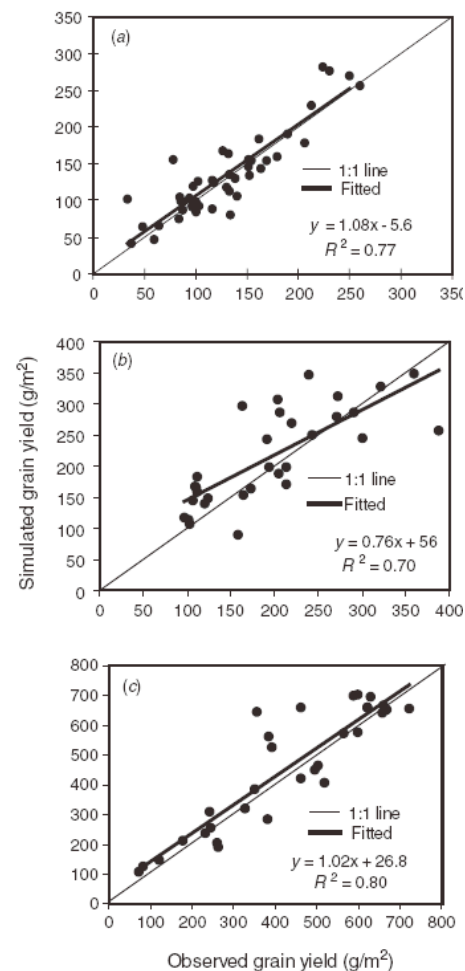 350
(a)
300
250
200
150
1:1 line
Fitted
100
y = 1.08x - 5.6
50
R² = 0.77
0
0 50 100 150 200 250 300 350
400
(b)
350
300
250
200
1:1 line
150
Fitted
100
y = 0.76x + 56
50
R² = 0.70
0
0 50 100 150 200 250 300 350 400
Simulated grain yield (g/m²)
800
(c)
700
600
500
400
300
1:1 line
Fitted
200
y = 1.02x + 26.8
100
R² = 0.80
0
0 100 200 300 400 500 600 700 800
Observed grain yield (g/m²)